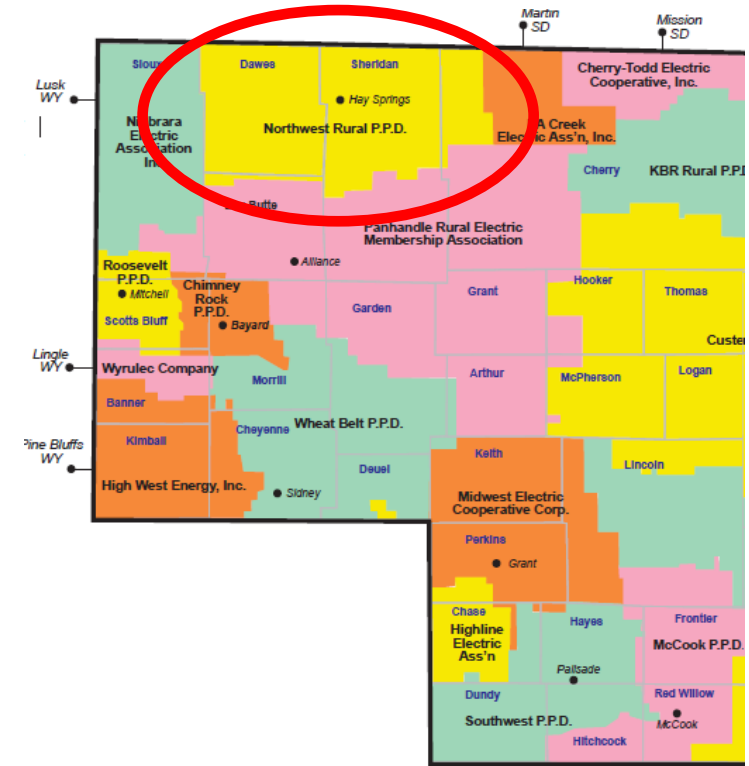 Martin
SD
Mission
SD
Sioux
Dawes
Sheridan
Cherry-Todd Electric
Cooperative, Inc.
Lusk
WY
Hay Springs
Electric
Association
Northwest Rural P.P.D.
Creek
Electric Ass'n, Inc.
Cherry
KBR Rural
Butte
Panhandle Rural Electric
Membership Association
Alliance
Roosevelt
P.P.D.
Mitchell
Scotts Bluff
Chimney
Rock
P.P.D.
Bayard
Garden
Grant
Hooker
Thomas
Custer
Lingle
WY
Wyrulec Company
Morrill
Arthur
McPherson
Logan
Banner
Kimball
Cheyenne
Wheat Belt P.P.D.
Pine Bluffs
WY
High West Energy, Inc.
Sidney
Deuel
Keith
Lincoln
Midwest Electric
Cooperative Corp.
Perkins
Grant
Chase
Highline
Electric
Ass'n
Hayes
Frontier
McCook P.P.D.
Palisade
Dundy
Southwest P.P.D.
Red Willow
McCook
Hitchcock